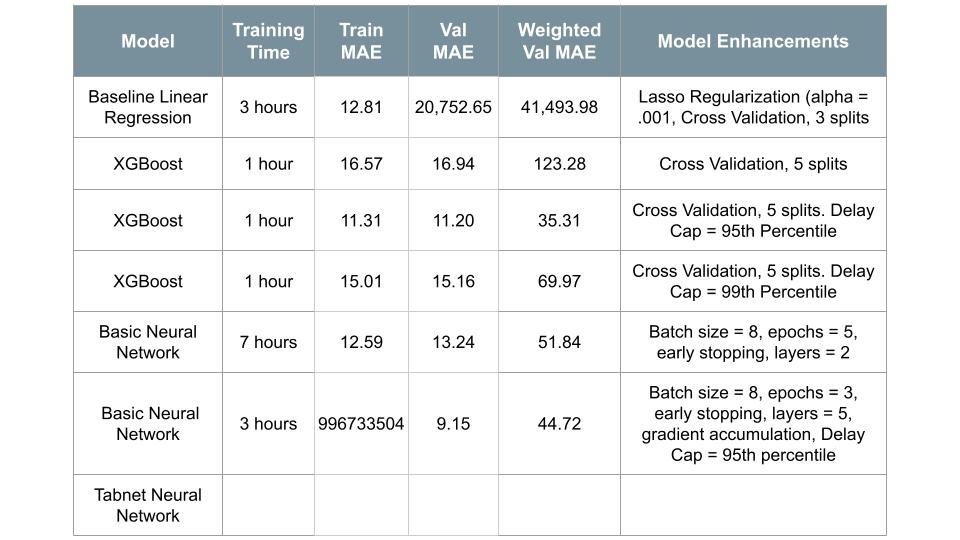 Model
Training
Time
Train
MAE
Val
MAE
Weighted
Val MAE
Model Enhancements
Baseline Linear
Regression
3 hours
12.81
20,752.65
41,493.98
Lasso Regularization (alpha =
.001, Cross Validation, 3 splits
XGBoost
1 hour
16.57
16.94
123.28
Cross Validation, 5 splits
XGBoost
1 hour
11.31
11.20
35.31
Cross Validation, 5 splits. Delay
Cap = 95th Percentile
XGBoost
1 hour
15.01
15.16
69.97
Cross Validation, 5 splits. Delay
Cap = 99th Percentile
Basic Neural
Network
7 hours
12.59
13.24
51.84
Batch size = 8, epochs = 5,
early stopping, layers = 2
Basic Neural
Network
3 hours
996733504
9.15
44.72
Batch size = 8, epochs = 3,
early stopping, layers = 5,
gradient accumulation, Delay
Cap = 95th percentile
Tabnet Neural
Network